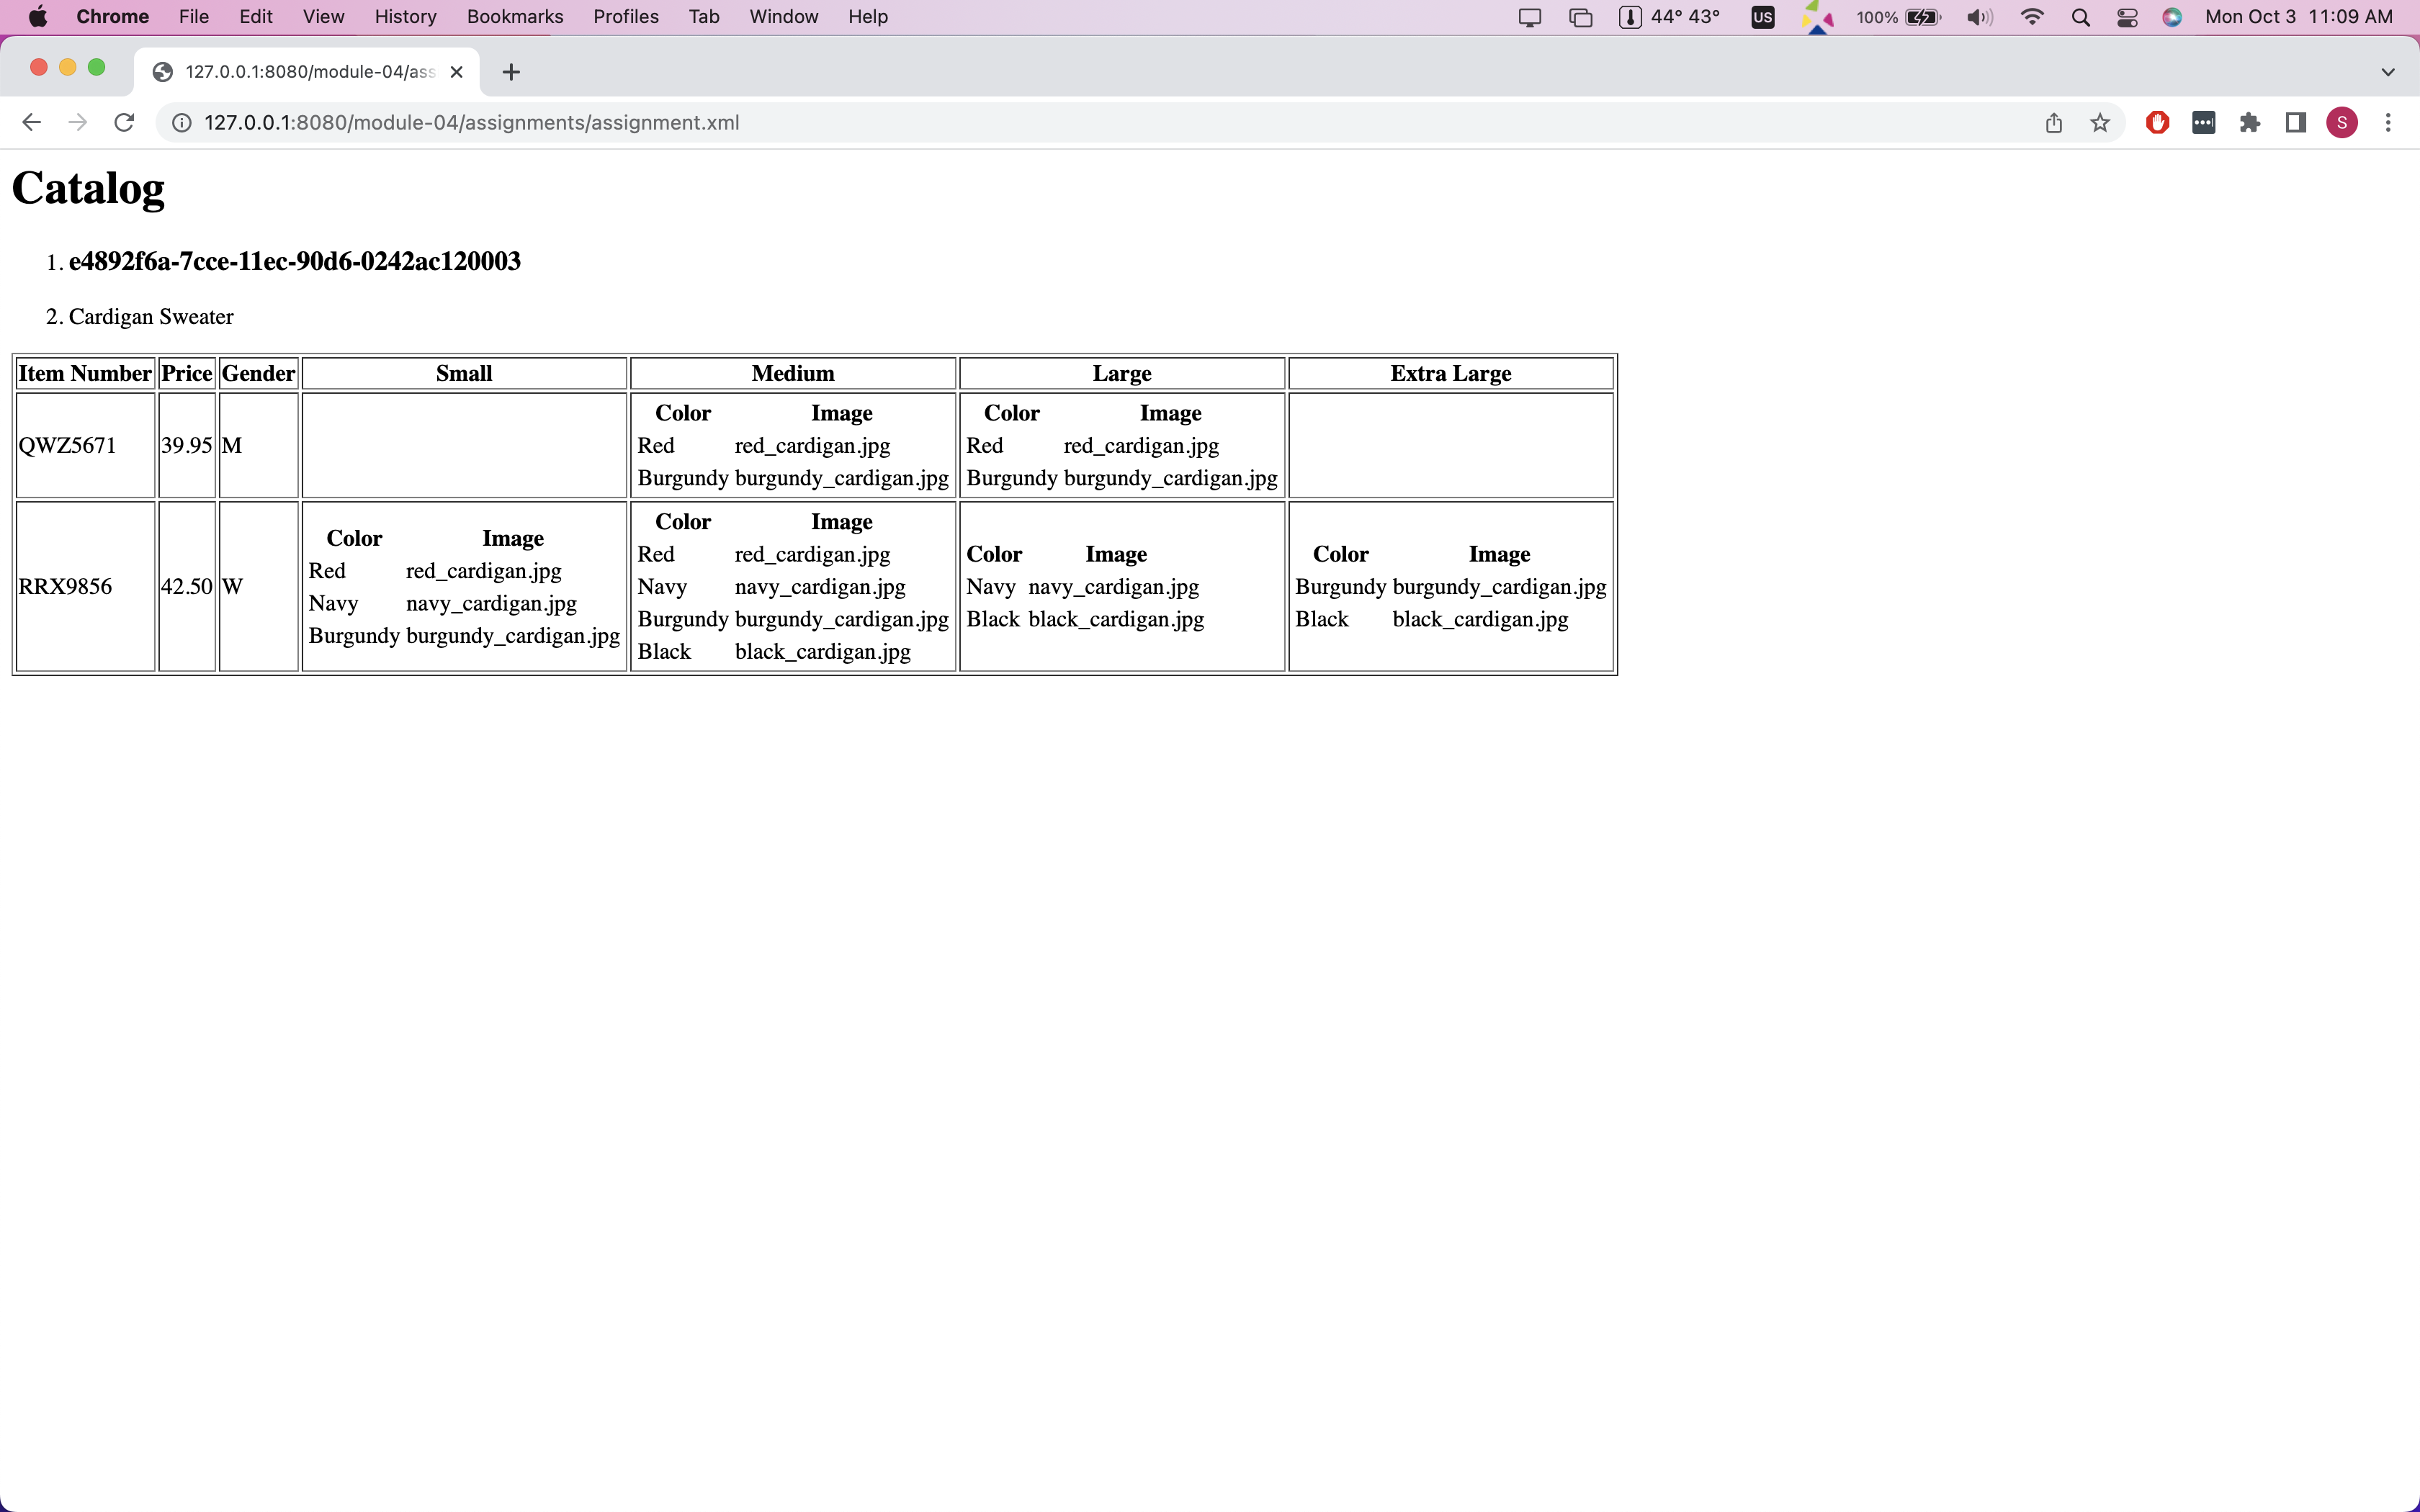 Chrome File Edit View History Bookmarks Profiles Tab Window Help 44° 43° US 100% Mon Oct 3 11:09 AM
127.0.0.1:8080/module-04/ass
127.0.0.1:8080/module-04/assignments/assignment.xml S
Catalog
1. e4892f6a-7cce-11ec-90d6-0242ac120003
2. Cardigan Sweater
Item Number Price Gender Small Medium Large Extra Large
QWZ5671 39.95 M
Color Image
Red red_cardigan.jpg
Burgundy burgundy_cardigan.jpg
Color Image
Red red_cardigan.jpg
Burgundy burgundy_cardigan.jpg
RRX9856 42.50 W
Color Image
Red red_cardigan.jpg
Navy navy_cardigan.jpg
Burgundy burgundy_cardigan.jpg
Color Image
Red red_cardigan.jpg
Navy navy_cardigan.jpg
Burgundy burgundy_cardigan.jpg
Black black_cardigan.jpg
Color Image
Navy navy_cardigan.jpg
Black black_cardigan.jpg
Color Image
Burgundy burgundy_cardigan.jpg
Black black_cardigan.jpg